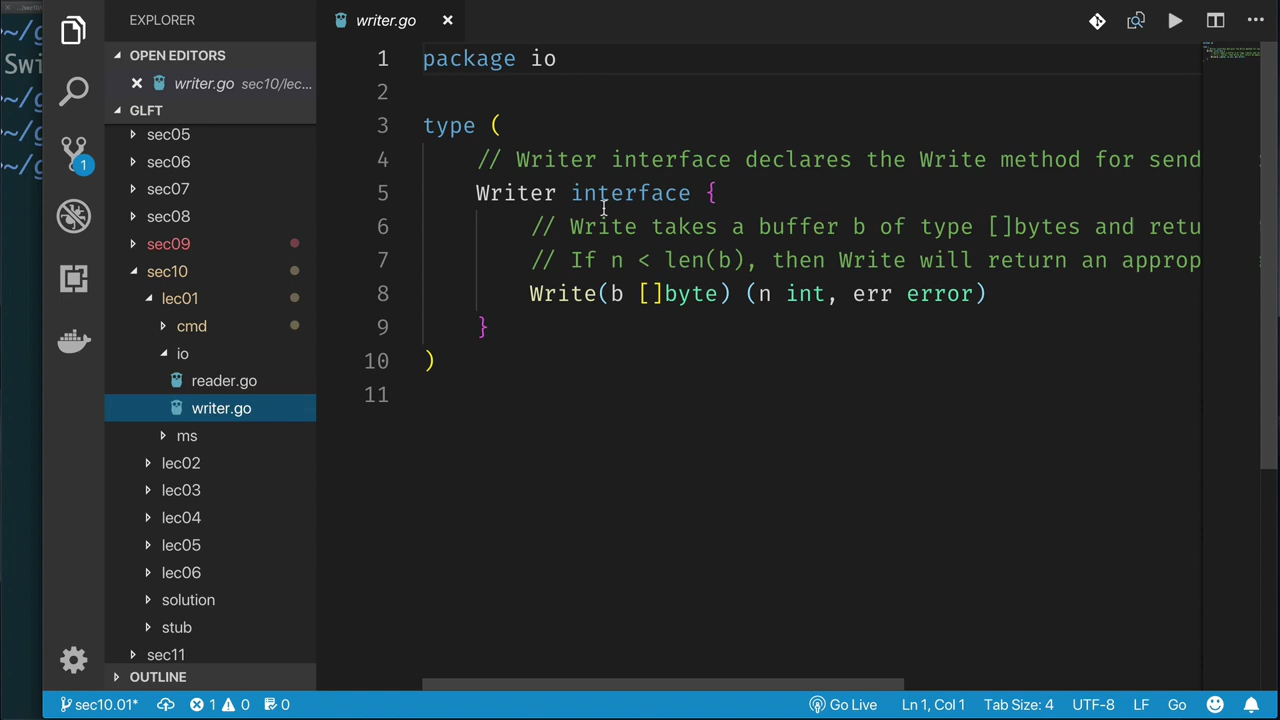 ~/g
Swi
~/g
~/g
~/g
EXPLORER
OPEN EDITORS
writer.go sec10/lec...
GLFT
sec05
sec06
sec07
sec08
sec09
sec10
lec01
cmd
io
reader.go
writer.go
ms
lec02
lec03
lec04
lec05
lec06
solution
stub
sec11
OUTLINE
1
writer.go
1 package io
2
3 type (
4 // Writer interface declares the Write method for send
5 Writer interface {
6 // Write takes a buffer b of type []bytes and retu
7 // If n < len(b), then Write will return an approp
8 Write(b []byte) (n int, err error)
9 }
10 )
11
sec10.01* 1 0 0 Go Live Ln 1, Col 1 Tab Size: 4 UTF-8 LF Go